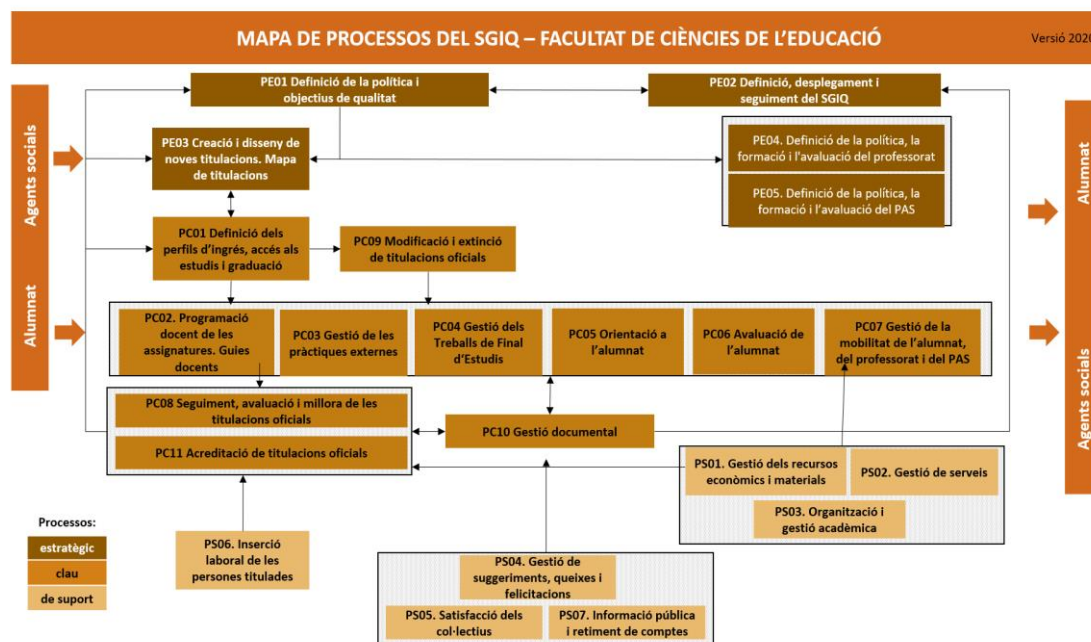 MAPA DE PROCESSOS DEL SGIQ – FACULTAT DE CIÈNCIES DE L’EDUCACIÓ
Versió 2020
Agents socials
Alumnat
PE01 Definició de la política i
objectius de qualitat
PE02 Definició, desplegament i
seguiment del SGIQ
PE03 Creació i disseny de
noves titulacions. Mapa
de titulacions
PE04. Definició de la política, la
formació i l'avaluació del professorat
PE05. Definició de la política, la
formació i l’avaluació del PAS
PC01 Definició dels
perfils d’ingrés, accés als
estudis i graduació
PC09 Modificació i extinció
de titulacions oficials
PC02. Programació
docent de les
assignatures. Guies
docents
PC03 Gestió de les
pràctiques externes
PC04 Gestió dels
Treballs de Final
d’Estudis
PC05 Orientació a
l’alumnat
PC06 Avaluació de
l’alumnat
PC07 Gestió de la
mobilitat de l’alumnat,
del professorat i del PAS
PC08 Seguiment, avaluació i millora de les
titulacions oficials
PC11 Acreditació de titulacions oficials
PC10 Gestió documental
PS01. Gestió dels recursos
econòmics i materials
PS02. Gestió de serveis
PS03. Organització i
gestió acadèmica
PS06. Inserció
laboral de les
persones titulades
PS04. Gestió de
suggeriments, queixes i
felicitacions
PS05. Satisfacció dels
col·lectius
PS07. Informació pública
i retiment de comptes
Processos:
estratègic
clau
de suport
Alumnat
Agents socials